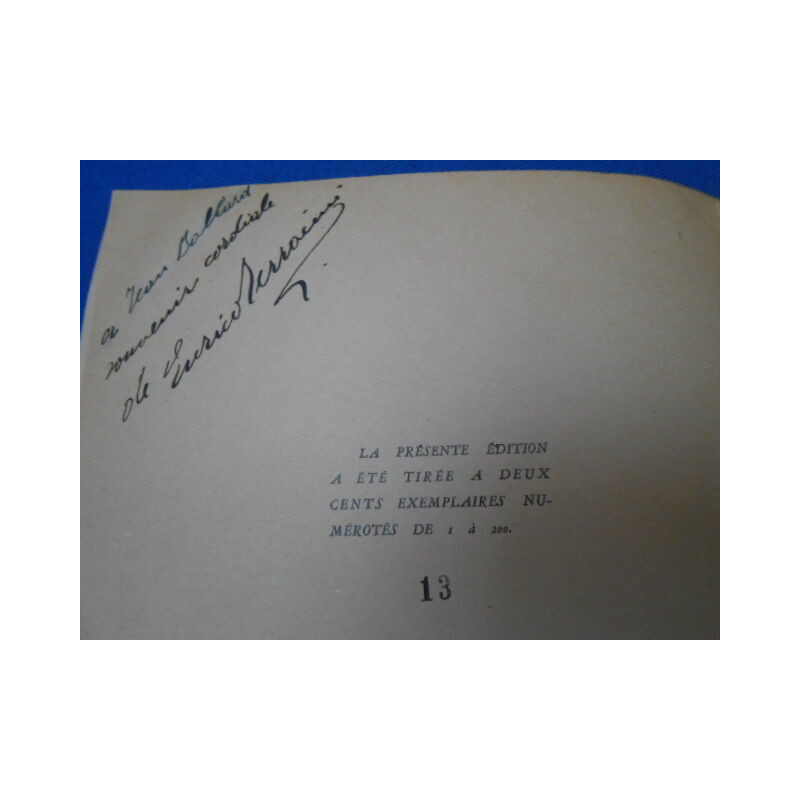 a Jean Ballard
souvenir cordiale
de Enrico Terracini
LA PRÉSENTE ÉDITION
A ÉTÉ TIRÉE A DEUX
CENTS EXEMPLAIRES NU-
MÉROTÉS DE 1 à 200.
13